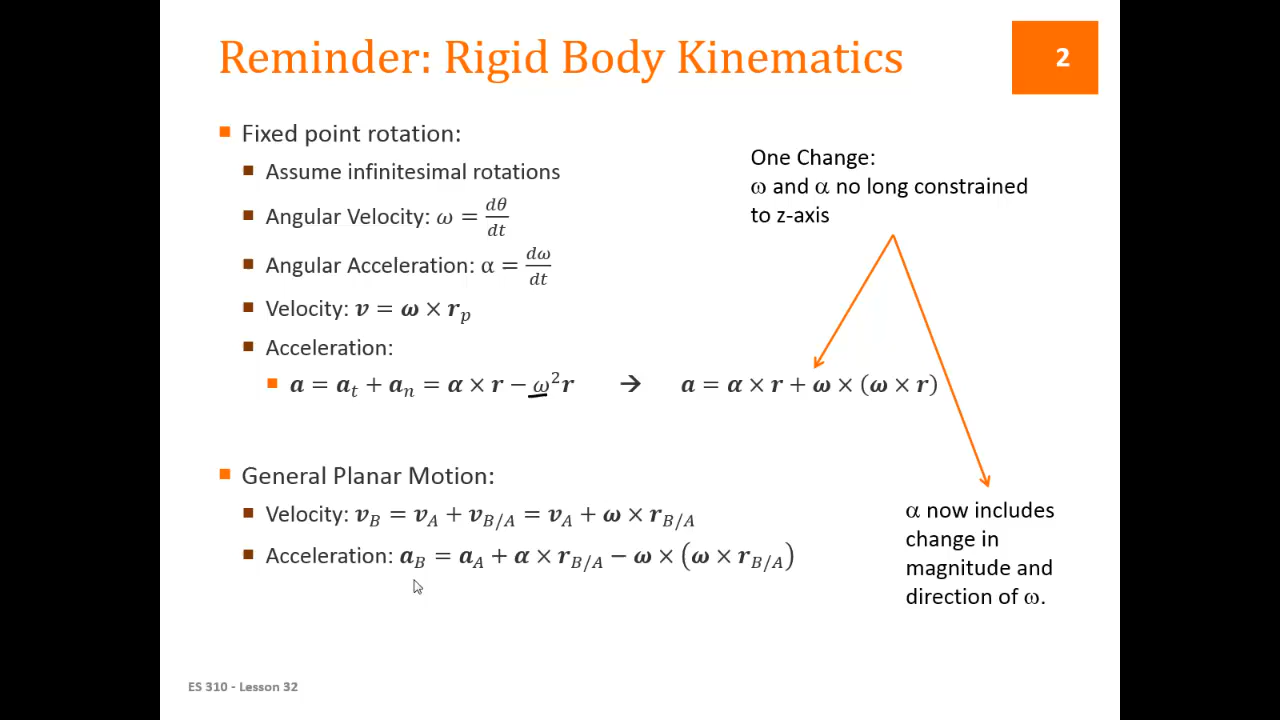 Reminder: Rigid Body Kinematics
2
Fixed point rotation:
Assume infinitesimal rotations
Angular Velocity: ω = dθ/dt
Angular Acceleration: α = dω/dt
Velocity: v = ω × r_p
Acceleration:
a = a_t + a_n = α × r − ω²r → a = α × r + ω × (ω × r)
One Change:
ω and α no long constrained
to z-axis
General Planar Motion:
Velocity: v_B = v_A + v_B/A = v_A + ω × r_B/A
Acceleration: a_B = a_A + α × r_B/A − ω × (ω × r_B/A)
α now includes
change in
magnitude and
direction of ω.
ES 310 - Lesson 32